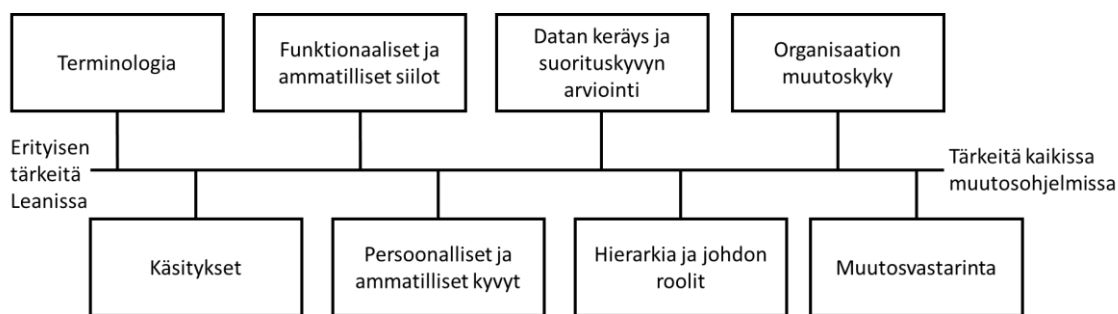 Terminologia
Funktionaaliset ja
ammatilliset siilot
Datan keräys ja
suorituskyvyn
arviointi
Organisaation
muutoskyky
Erityisen
tärkeitä
Leanissa
Tärkeitä kaikissa
muutosohjelmissa
Käsitykset
Persoonalliset ja
ammatilliset kyvyt
Hierarkia ja johdon
roolit
Muutosvastarinta